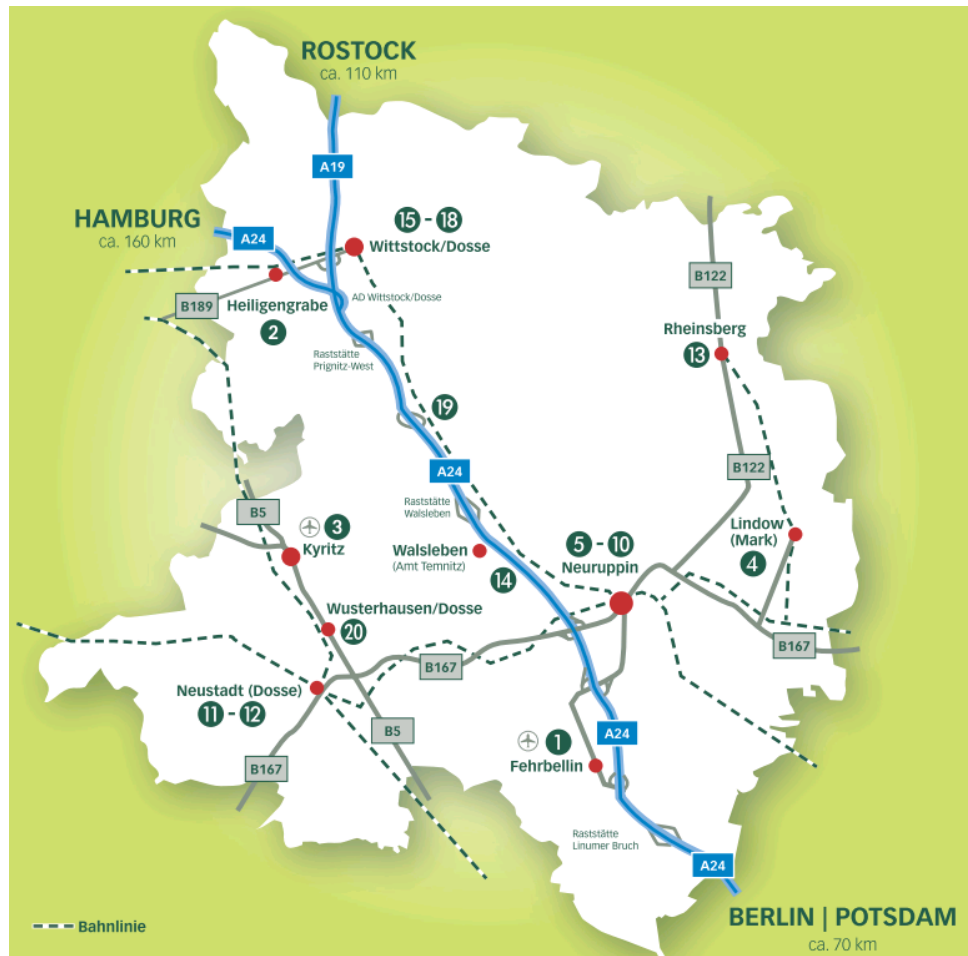 ROSTOCK
ca. 110 km
A19
HAMBURG
ca. 160 km
A24
15 - 18
Wittstock/Dosse
B122
B189
Heiligengrabe
2
AD Wittstock/Dosse
Rheinsberg
13
Raststätte
Prignitz-West
19
A24
B122
B5
Raststätte
Walsleben
3
Kyritz
Walsleben
(Amt Temnitz)
14
5 - 10
Neuruppin
Lindow
(Mark)
4
Wusterhausen/Dosse
20
B167
B167
Neustadt (Dosse)
11 - 12
B5
A24
1
Fehrbellin
B167
Raststätte
Linumer Bruch
A24
BERLIN | POTSDAM
ca. 70 km
Bahnlinie